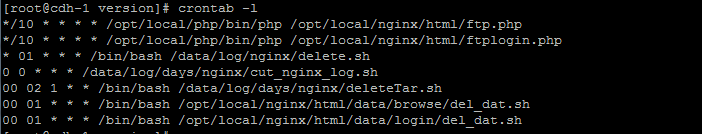 [root@cdh-1 version]# crontab -l
*/10 * * * * /opt/local/php/bin/php /opt/local/nginx/html/ftp.php
*/10 * * * * /opt/local/php/bin/php /opt/local/nginx/html/ftplogin.php
* 01 * * * /bin/bash /data/log/nginx/delete.sh
0 0 * * * /data/log/days/nginx/cut_nginx_log.sh
00 02 1 * * /bin/bash /data/log/days/nginx/deleteTar.sh
00 01 * * * /bin/bash /opt/local/nginx/html/data/browse/del_dat.sh
00 01 * * * /bin/bash /opt/local/nginx/html/data/login/del_dat.sh